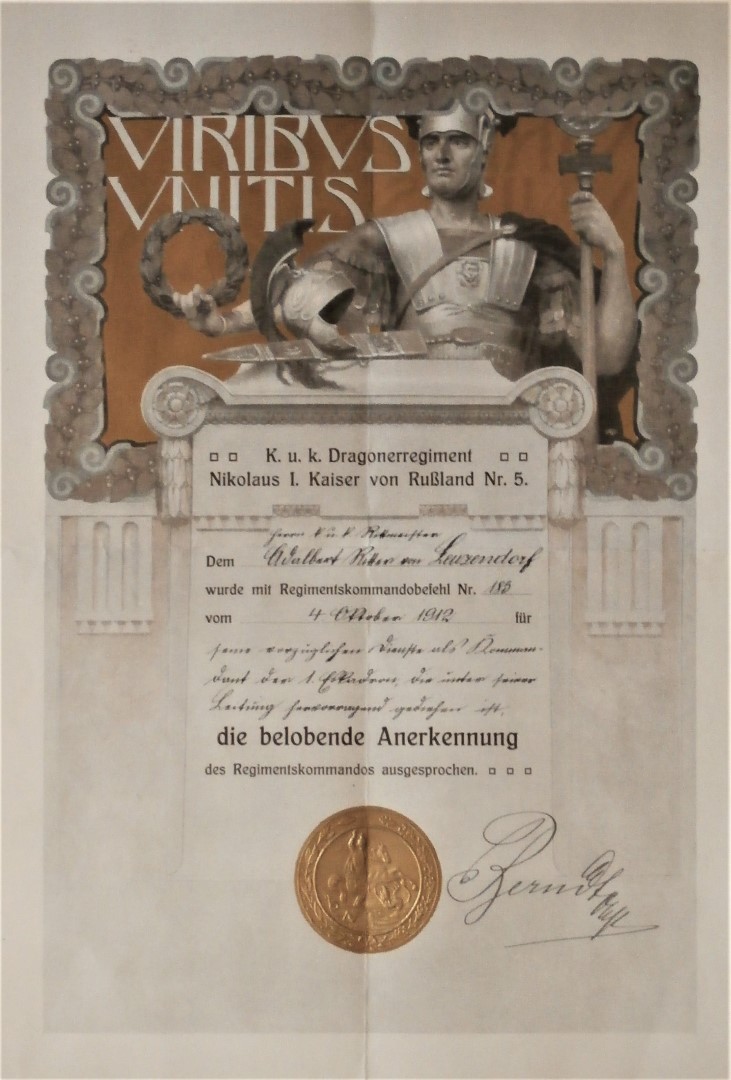 VIRIBVS
VNITIS
K. u. k. Dragonerregiment
Nikolaus I. Kaiser von Rußland Nr. 5.
Herrn k u k Rittmeister
Dem Adalbert Ritter von Leuzendorf
wurde mit Regimentskommandobefehl Nr. 185
vom 4 Oktober 1912 für
seine vorzüglichen Dienste als Komman-
dant der 1. Eskadron, die unter seiner
Leitung hervorragend gediehen ist,
die belobende Anerkennung
des Regimentskommandos ausgesprochen.
Berndt